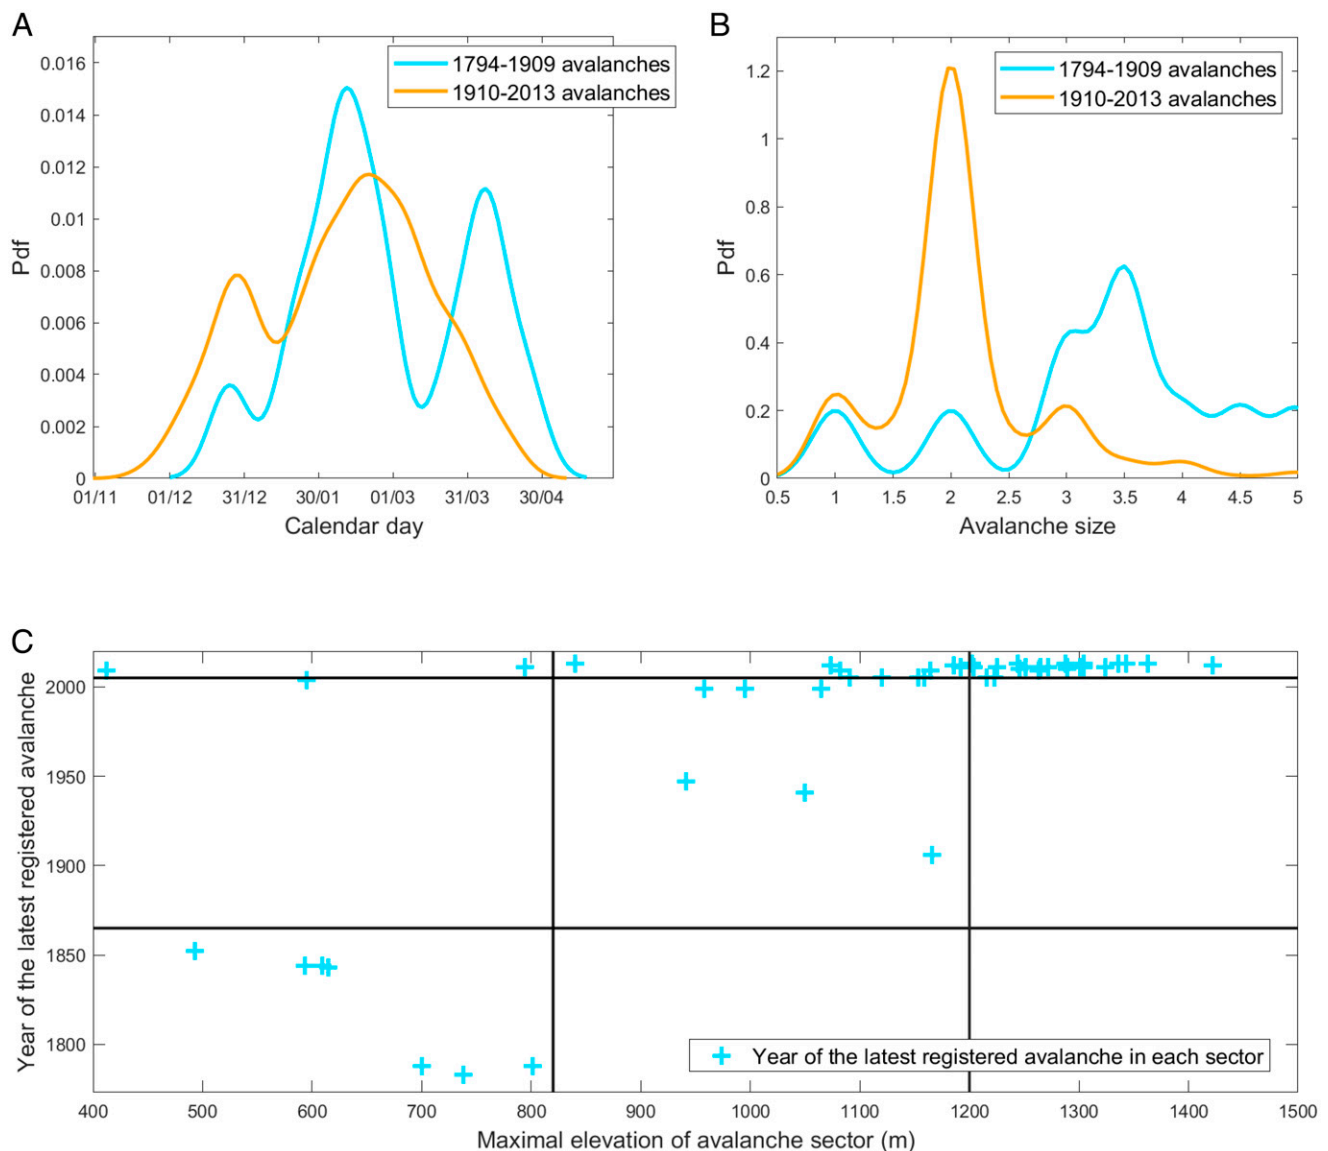 A
0.016
0.014
0.012
0.01
0.008
0.006
0.004
0.002
0
Pdf
01/11 01/12 31/12 30/01 01/03 31/03 30/04
Calendar day
1794-1909 avalanches
1910-2013 avalanches
B
1.2
1
0.8
0.6
0.4
0.2
0
Pdf
0.5 1 1.5 2 2.5 3 3.5 4 4.5 5
Avalanche size
1794-1909 avalanches
1910-2013 avalanches
C
Year of the latest registered avalanche
2000
1950
1900
1850
1800
400 500 600 700 800 900 1000 1100 1200 1300 1400 1500
Maximal elevation of avalanche sector (m)
Year of the latest registered avalanche in each sector